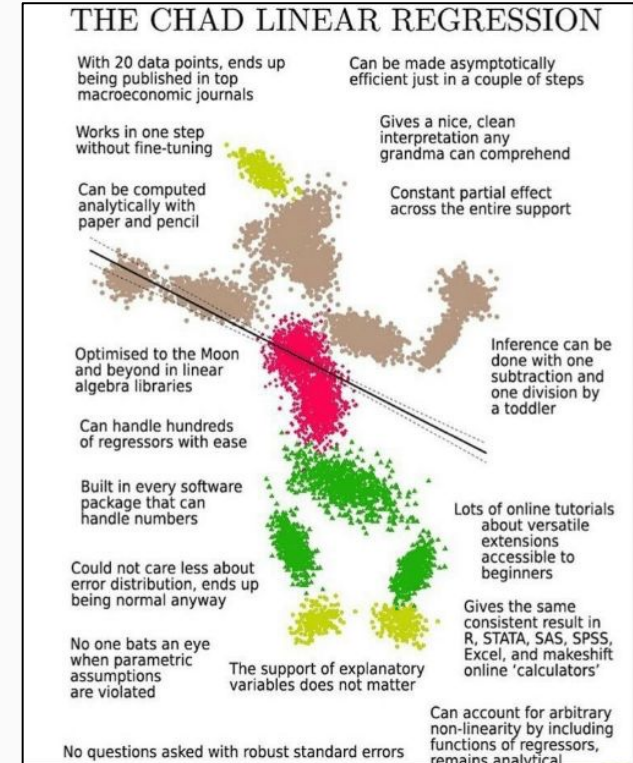 THE CHAD LINEAR REGRESSION
With 20 data points, ends up
being published in top
macroeconomic journals
Can be made asymptotically
efficient just in a couple of steps
Works in one step
without fine-tuning
Gives a nice, clean
interpretation any
grandma can comprehend
Can be computed
analytically with
paper and pencil
Constant partial effect
across the entire support
Optimised to the Moon
and beyond in linear
algebra libraries
Inference can be
done with one
subtraction and
one division by
a toddler
Can handle hundreds
of regressors with ease
Built in every software
package that can
handle numbers
Lots of online tutorials
about versatile
extensions
accessible to
beginners
Could not care less about
error distribution, ends up
being normal anyway
Gives the same
consistent result in
R, STATA, SAS, SPSS,
Excel, and makeshift
online ‘calculators’
No one bats an eye
when parametric
assumptions
are violated
The support of explanatory
variables does not matter
Can account for arbitrary
non-linearity by including
functions of regressors,
remains analytical
No questions asked with robust standard errors